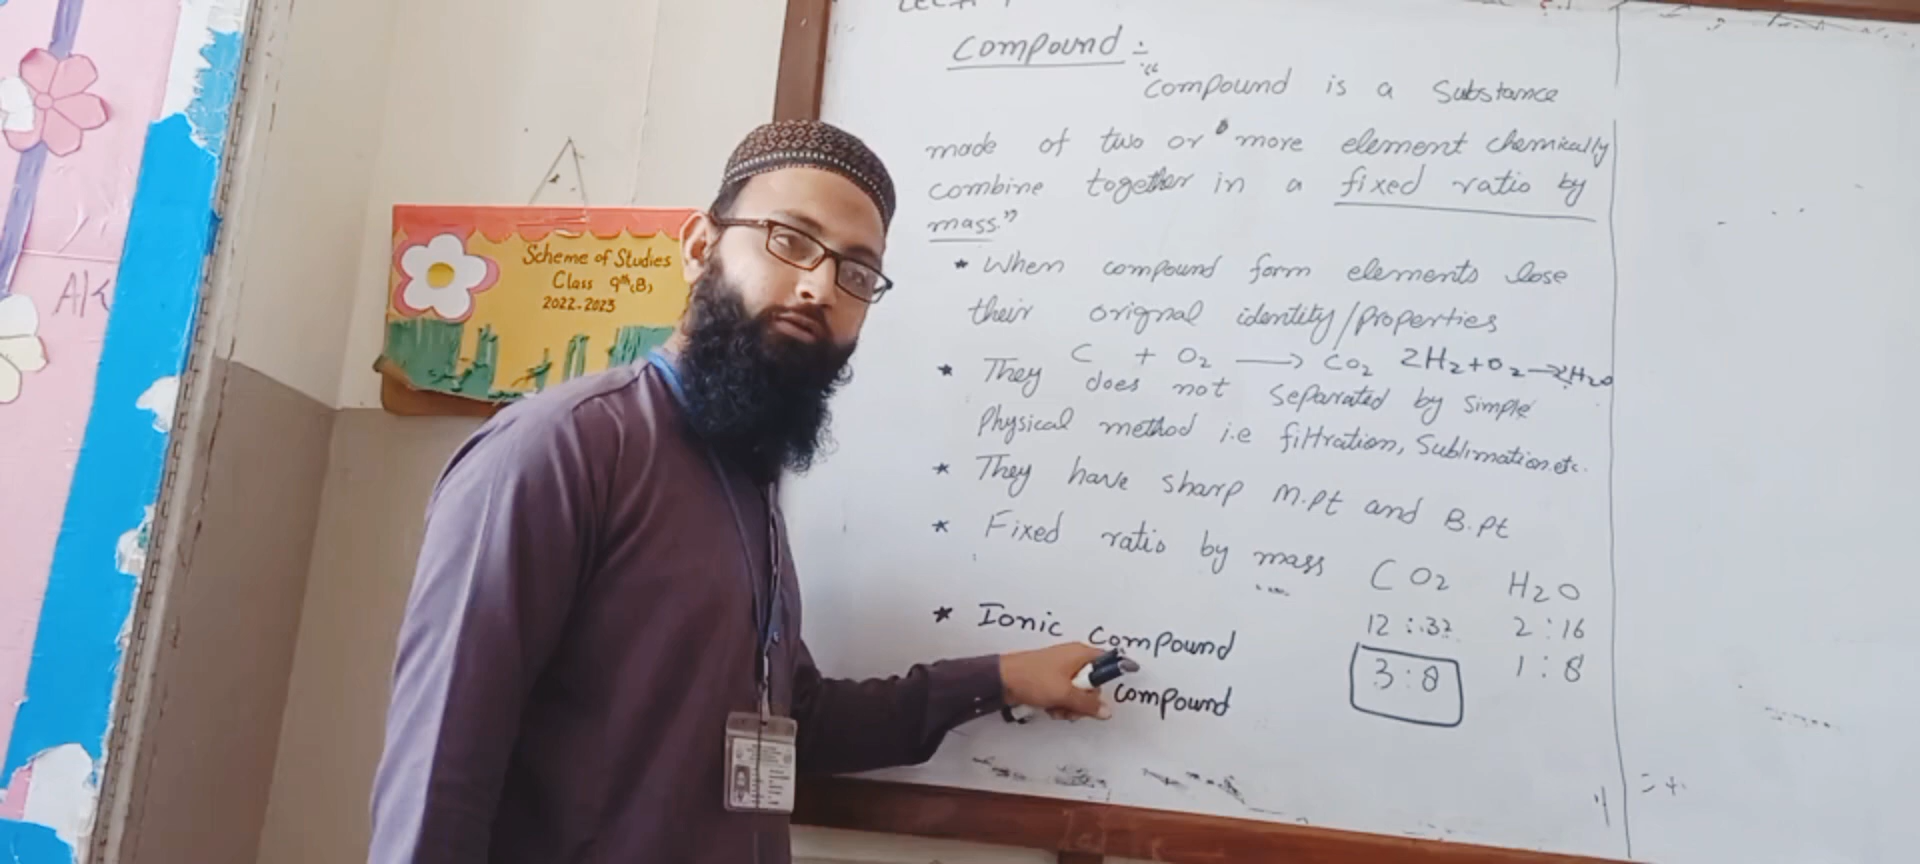 Compound :-
"Compound is a Substance
made of two or more element chemically
combine together in a fixed ratio by
mass."
* When compound form elements lose
their orignal identity/properties
C + O2 → CO2 2H2+O2→2H2O
* They does not separated by simple
Physical method i.e filtration, Sublimation.etc.
* They have sharp M.pt and B.pt
* Fixed ratio by mass CO2 H2O
12 : 32 2 : 16
3 : 8 1 : 8
* Ionic Compound
compound
Scheme of Studies
Class 9th(B)
2022-2023